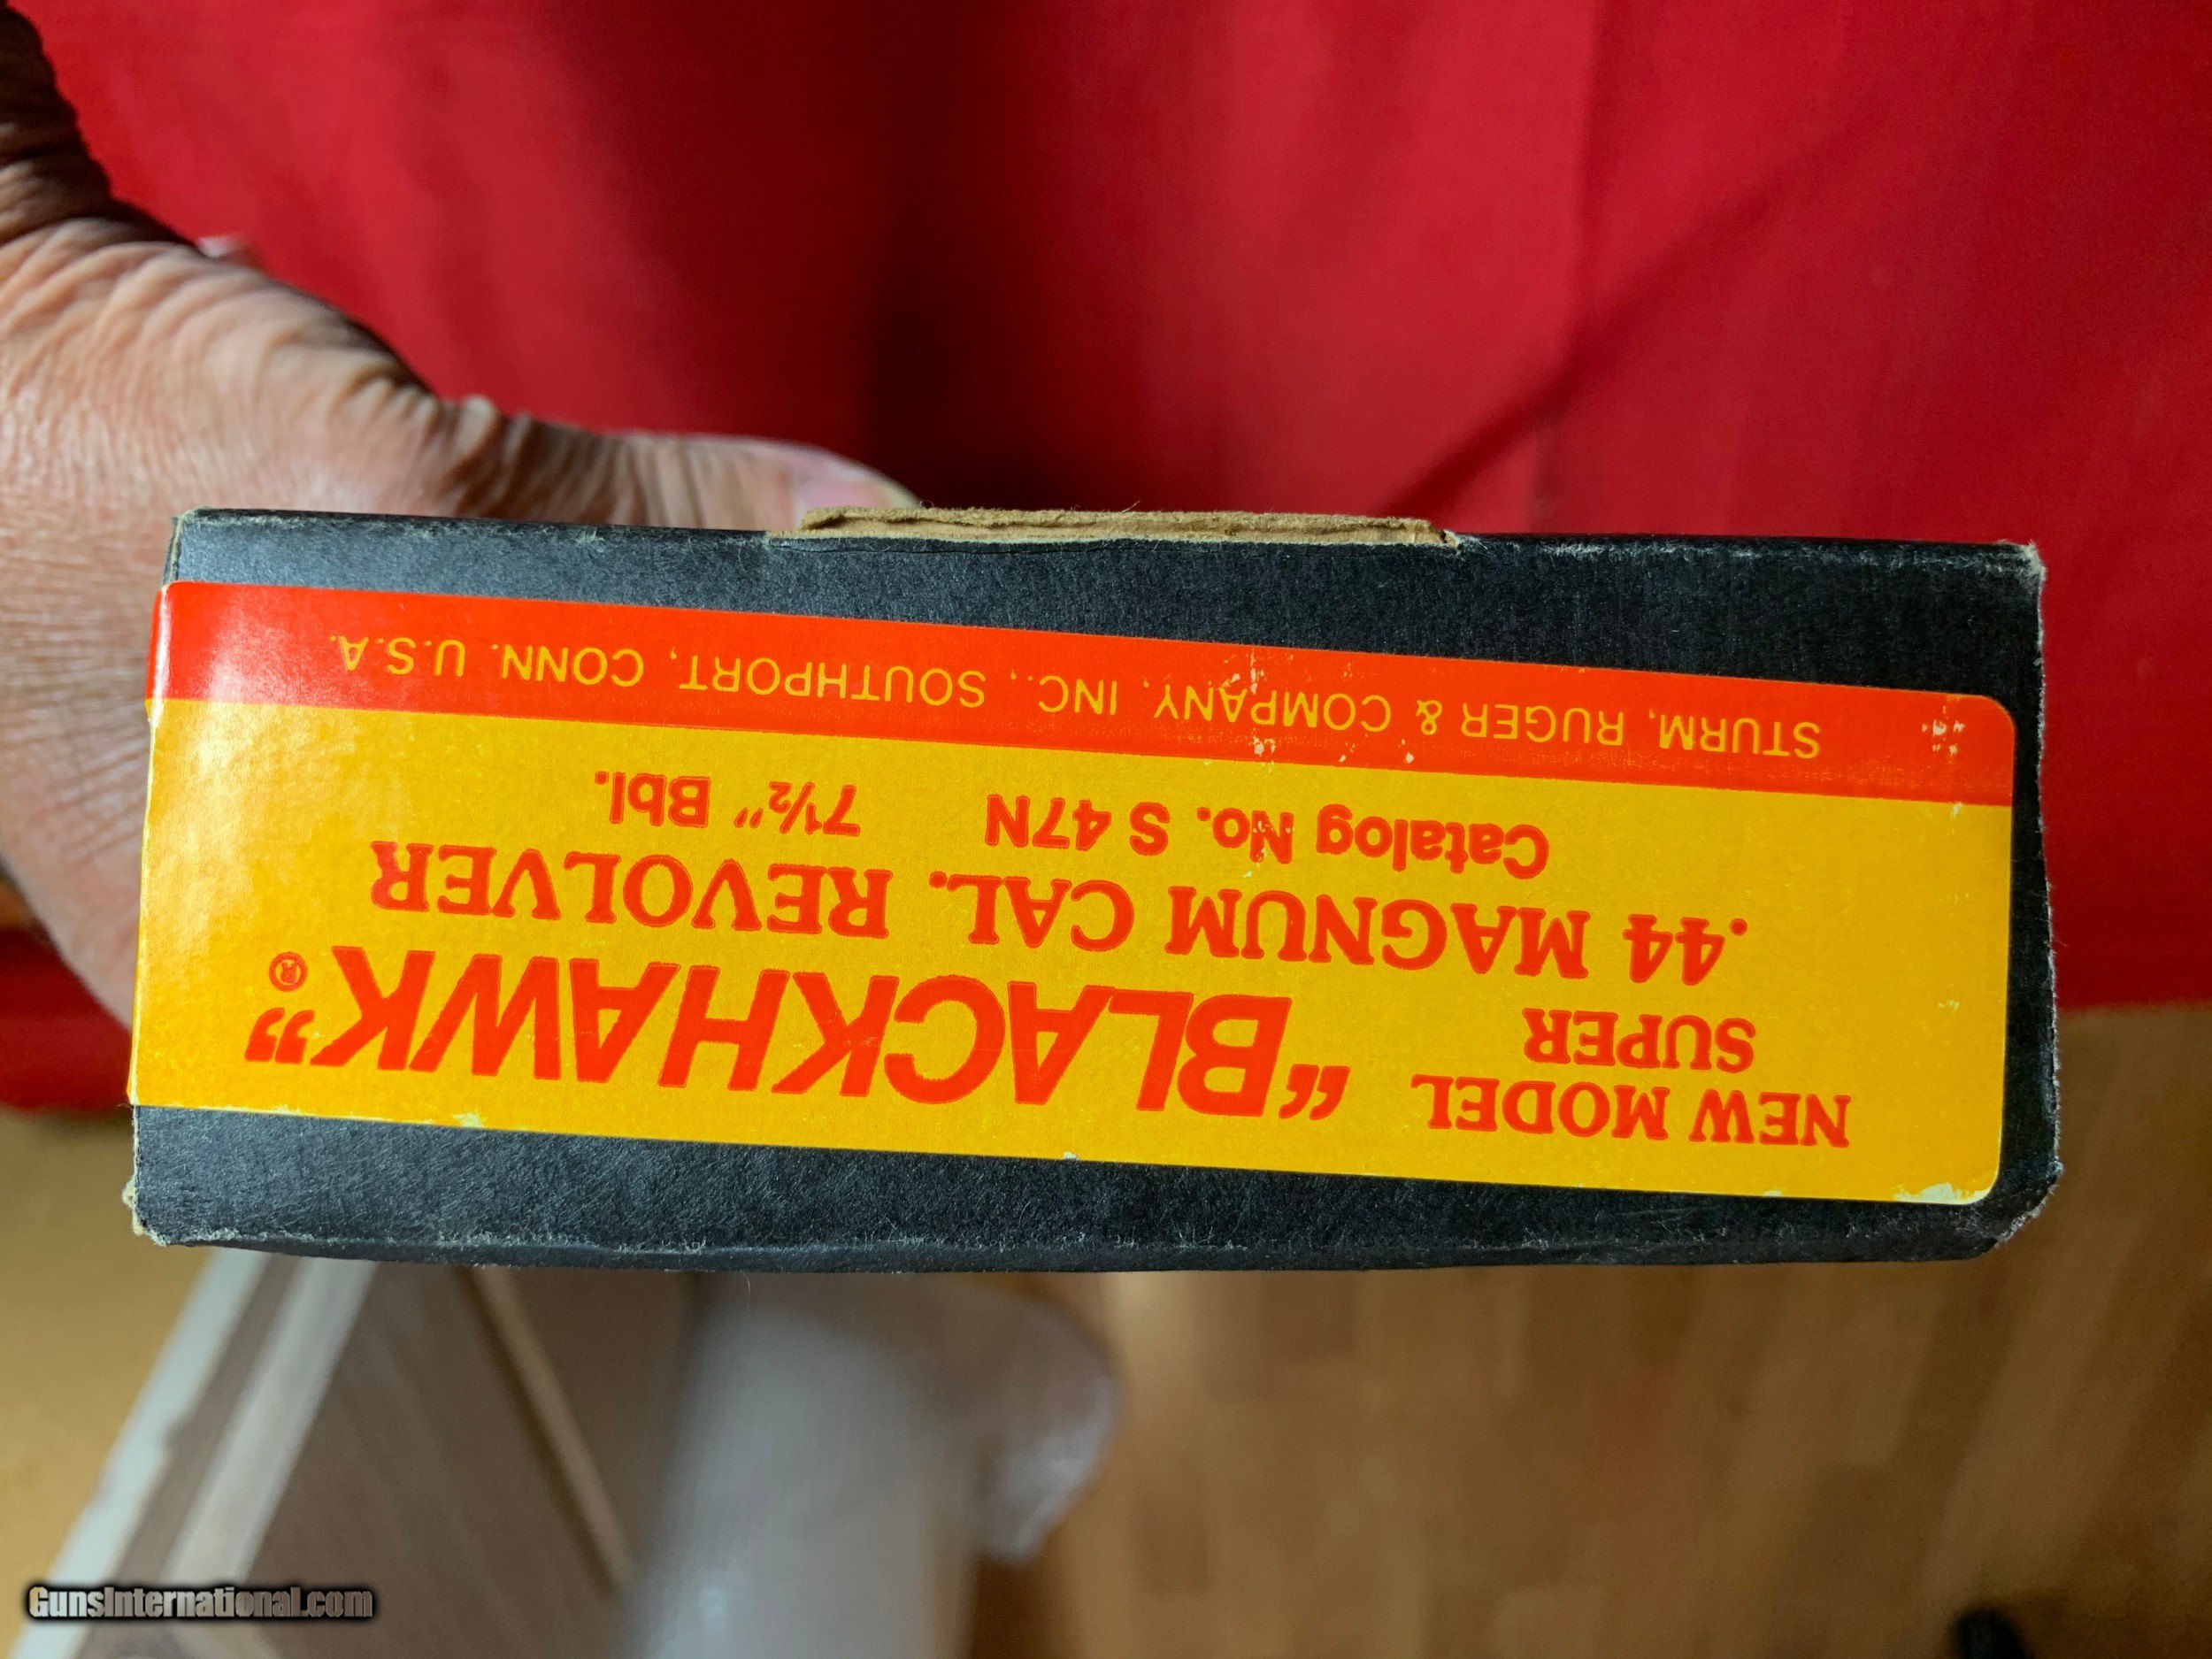 NEW MODEL
SUPER "BLACKHAWK"®
.44 MAGNUM CAL. REVOLVER
Catalog No. S 47N 7½" Bbl.
STURM, RUGER & COMPANY, INC., SOUTHPORT, CONN. U.S.A.
GunsInternational.com